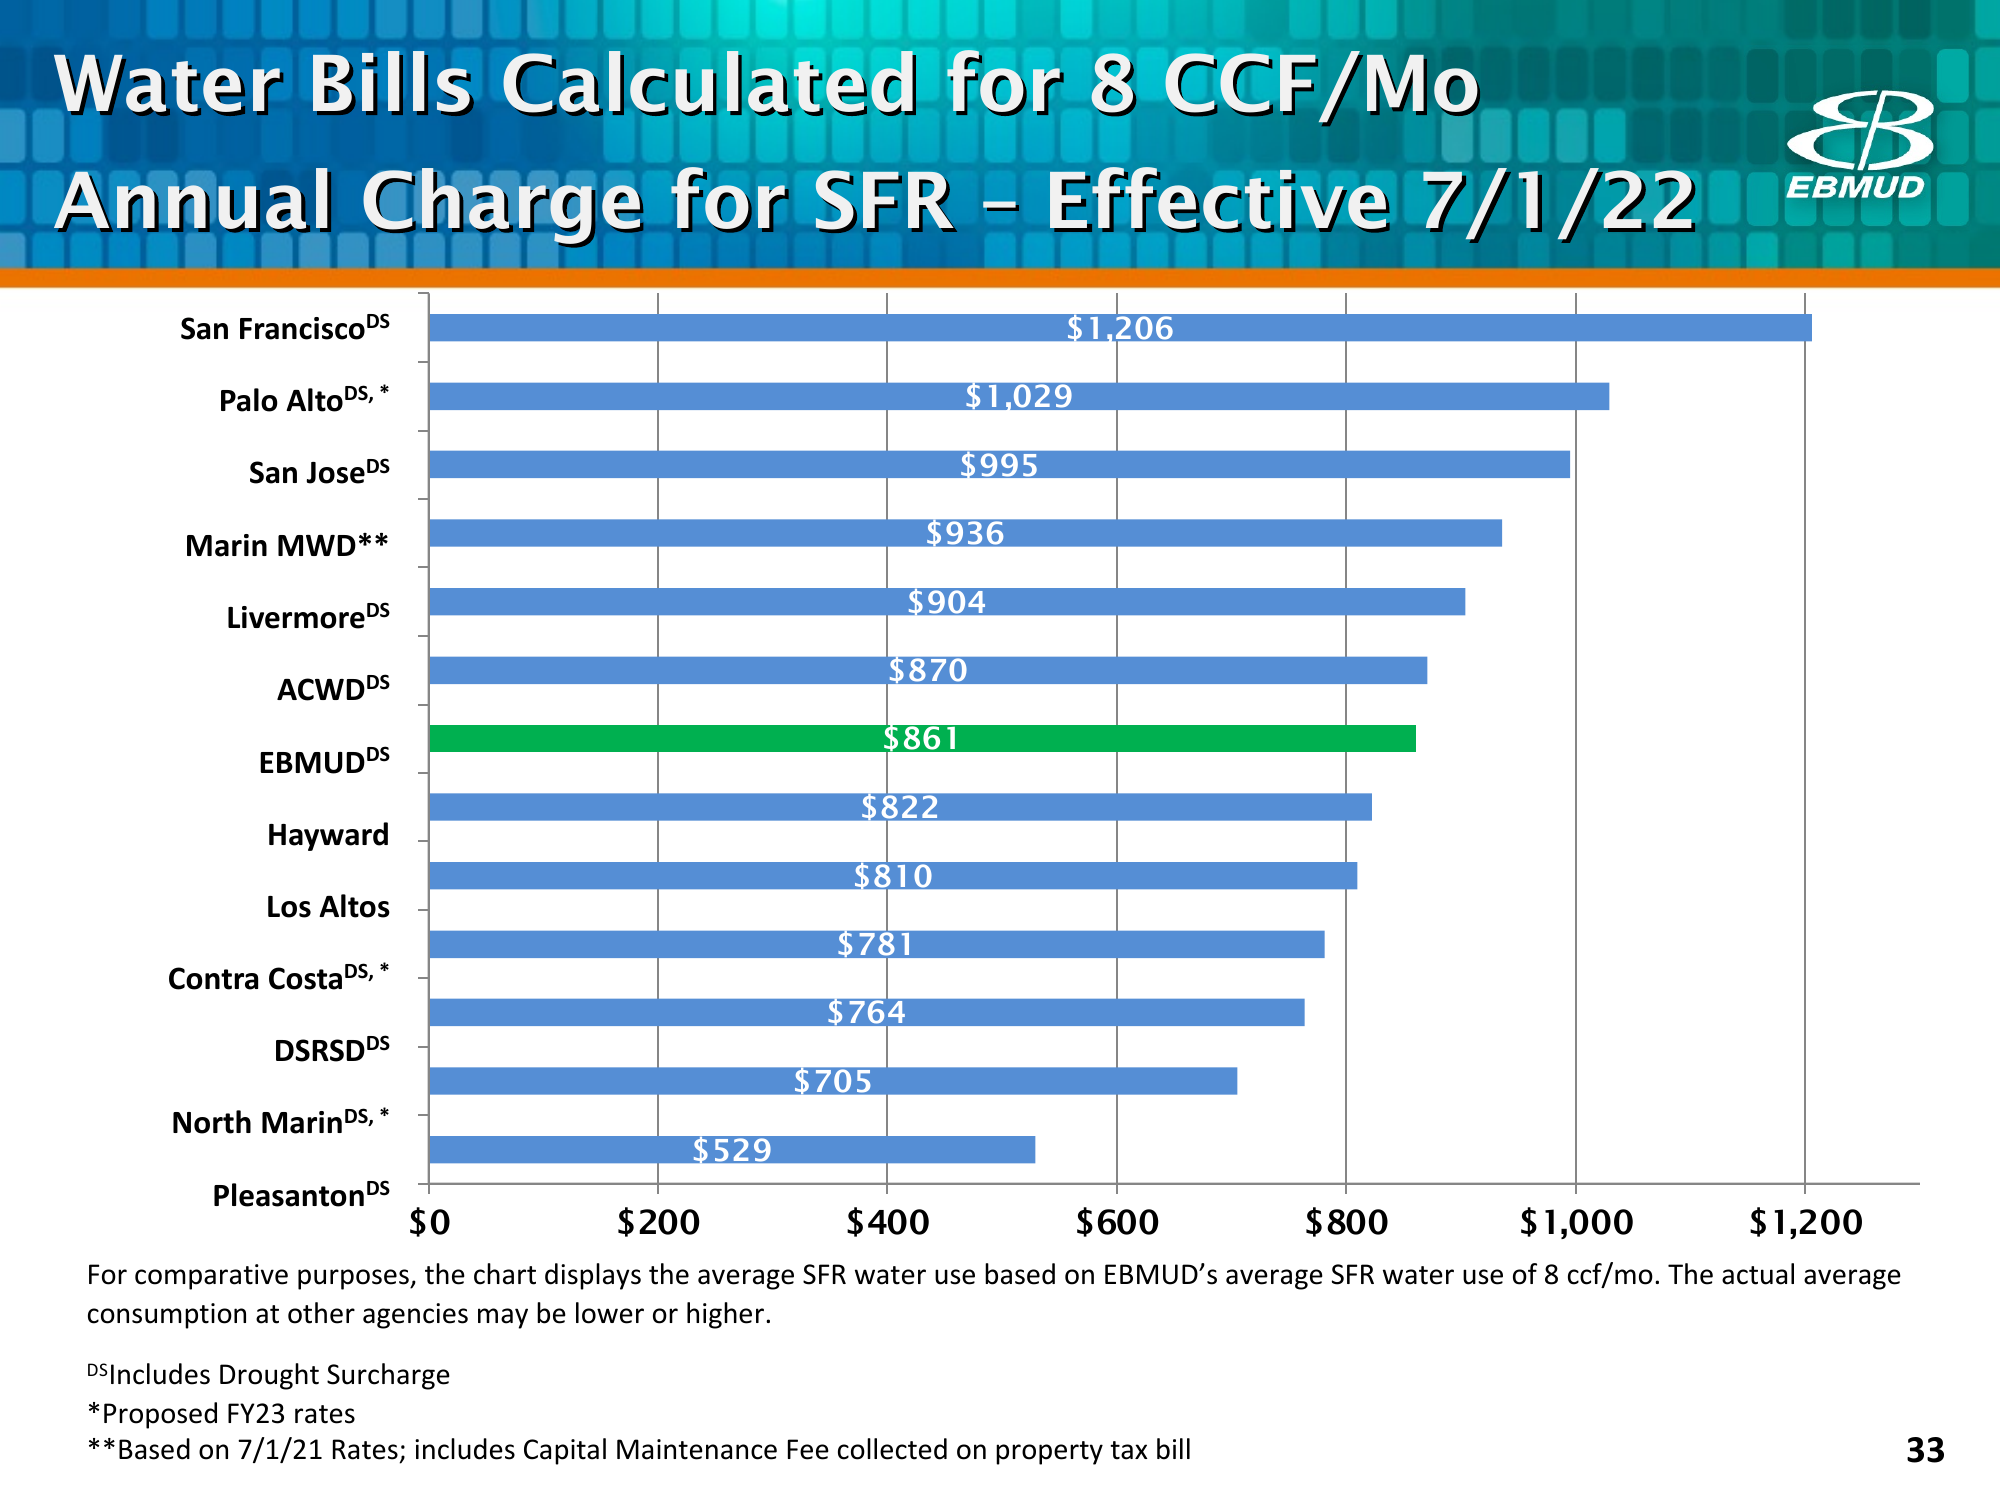 Water Bills Calculated for 8 CCF/Mo
Annual Charge for SFR – Effective 7/1/22
EBMUD
San Francisco^DS $1,206
Palo Alto^DS, * $1,029
San Jose^DS $995
Marin MWD** $936
Livermore^DS $904
ACWD^DS $870
EBMUD^DS $861
Hayward $822
Los Altos $810
Contra Costa^DS, * $781
DSRSD^DS $764
North Marin^DS, * $705
Pleasanton^DS $529
$0 $200 $400 $600 $800 $1,000 $1,200
For comparative purposes, the chart displays the average SFR water use based on EBMUD’s average SFR water use of 8 ccf/mo. The actual average
consumption at other agencies may be lower or higher.
^DS Includes Drought Surcharge
*Proposed FY23 rates
**Based on 7/1/21 Rates; includes Capital Maintenance Fee collected on property tax bill
33